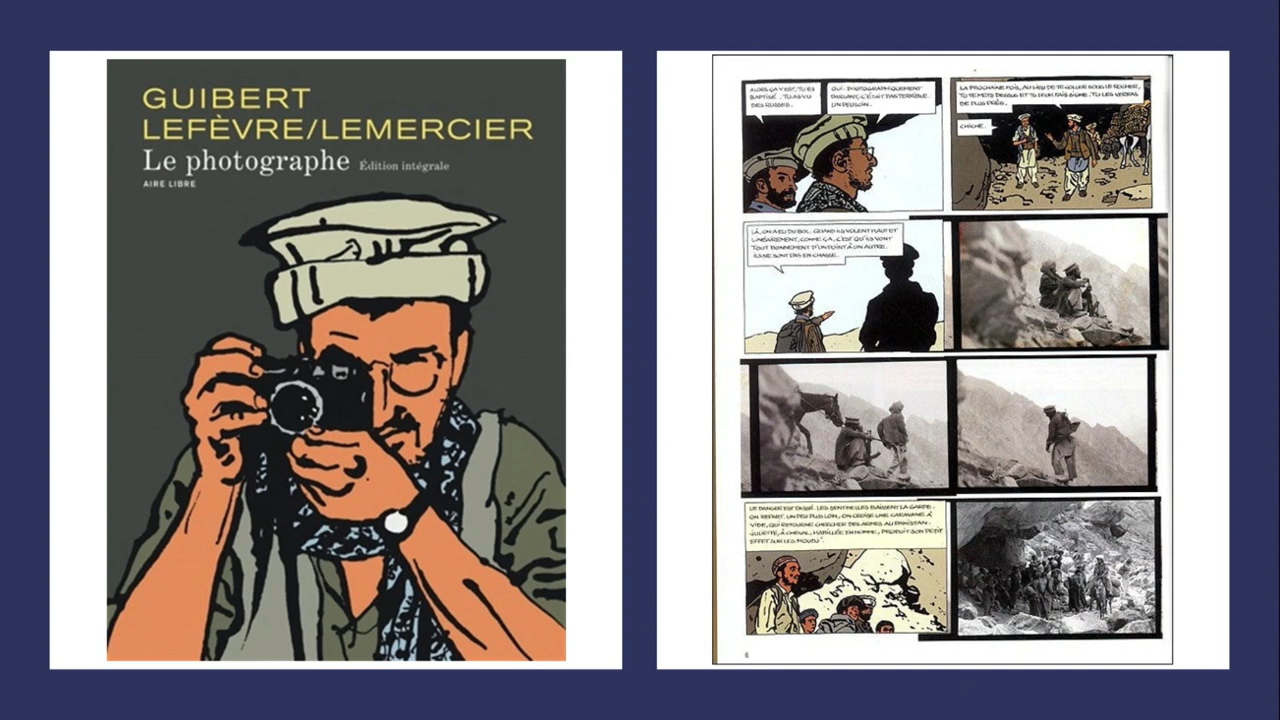 GUIBERT
LEFÈVRE/LEMERCIER
Le photographe Édition intégrale
AIRE LIBRE
ALORS ÇA Y EST, TU ES
BAPTISÉ. TU AS VU
DES RUSSES.
OUI. PHOTOGRAPHIQUEMENT
PARLANT, C'ÉTAIT PAS TERRIBLE.
UN PEU LOIN.
LA PROCHAINE FOIS, AU LIEU DE TE COLLER SOUS LE ROCHER,
TU TE METS DESSUS ET TU LEUR FAIS SIGNE. TU LES VERRAS
DE PLUS PRÈS.
CHICHE.
LÀ, ON A EU DU BOL. QUAND ILS VOLENT HAUT ET
LINÉAIREMENT, COMME ÇA, C'EST QU'ILS VONT
TOUT BONNEMENT D'UN POINT À UN AUTRE.
ILS NE SONT PAS EN CHASSE.
LE DANGER EST PASSÉ. LES SENTINELLES BAISSENT LA GARDE.
ON REPART. UN PEU PLUS LOIN, ON CROISE UNE CARAVANE À
VIDE, QUI RETOURNE CHERCHER DES ARMES AU PAKISTAN.
JULIETTE, À CHEVAL, HABILLÉE EN HOMME, PRODUIT SON PETIT
EFFET SUR LES MOUDJ'.
6